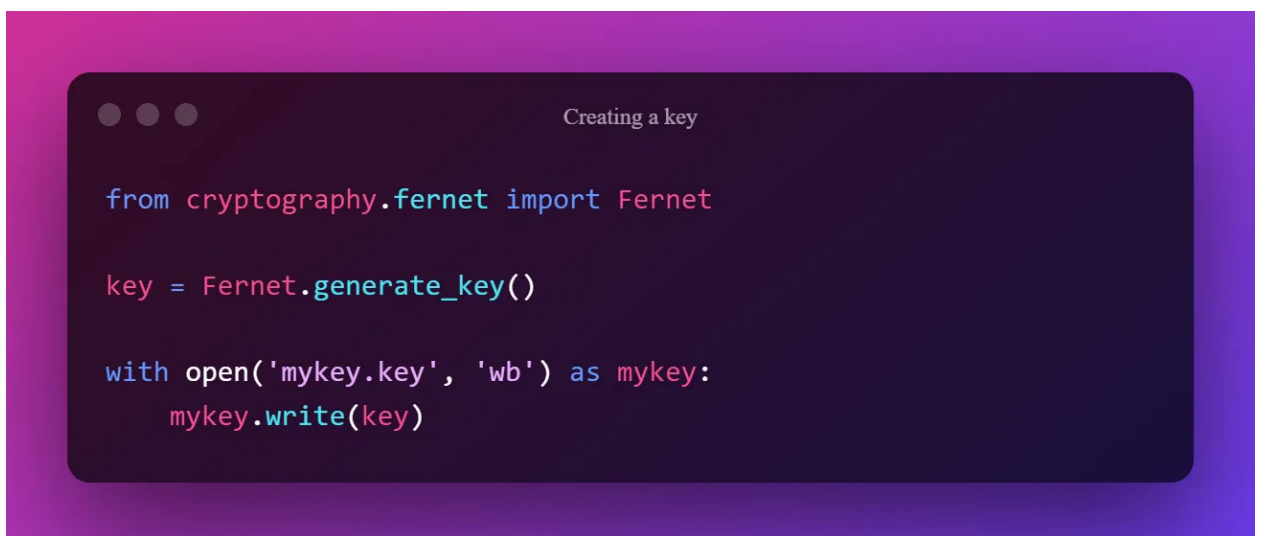 Creating a key
from cryptography.fernet import Fernet
key = Fernet.generate_key()
with open('mykey.key', 'wb') as mykey:
    mykey.write(key)